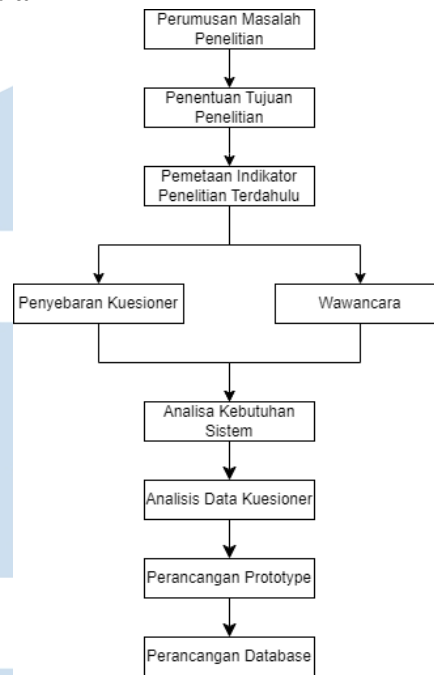 Perumusan Masalah
Penelitian
Penentuan Tujuan
Penelitian
Pemetaan Indikator
Penelitian Terdahulu
Penyebaran Kuesioner
Wawancara
Analisa Kebutuhan
Sistem
Analisis Data Kuesioner
Perancangan Prototype
Perancangan Database